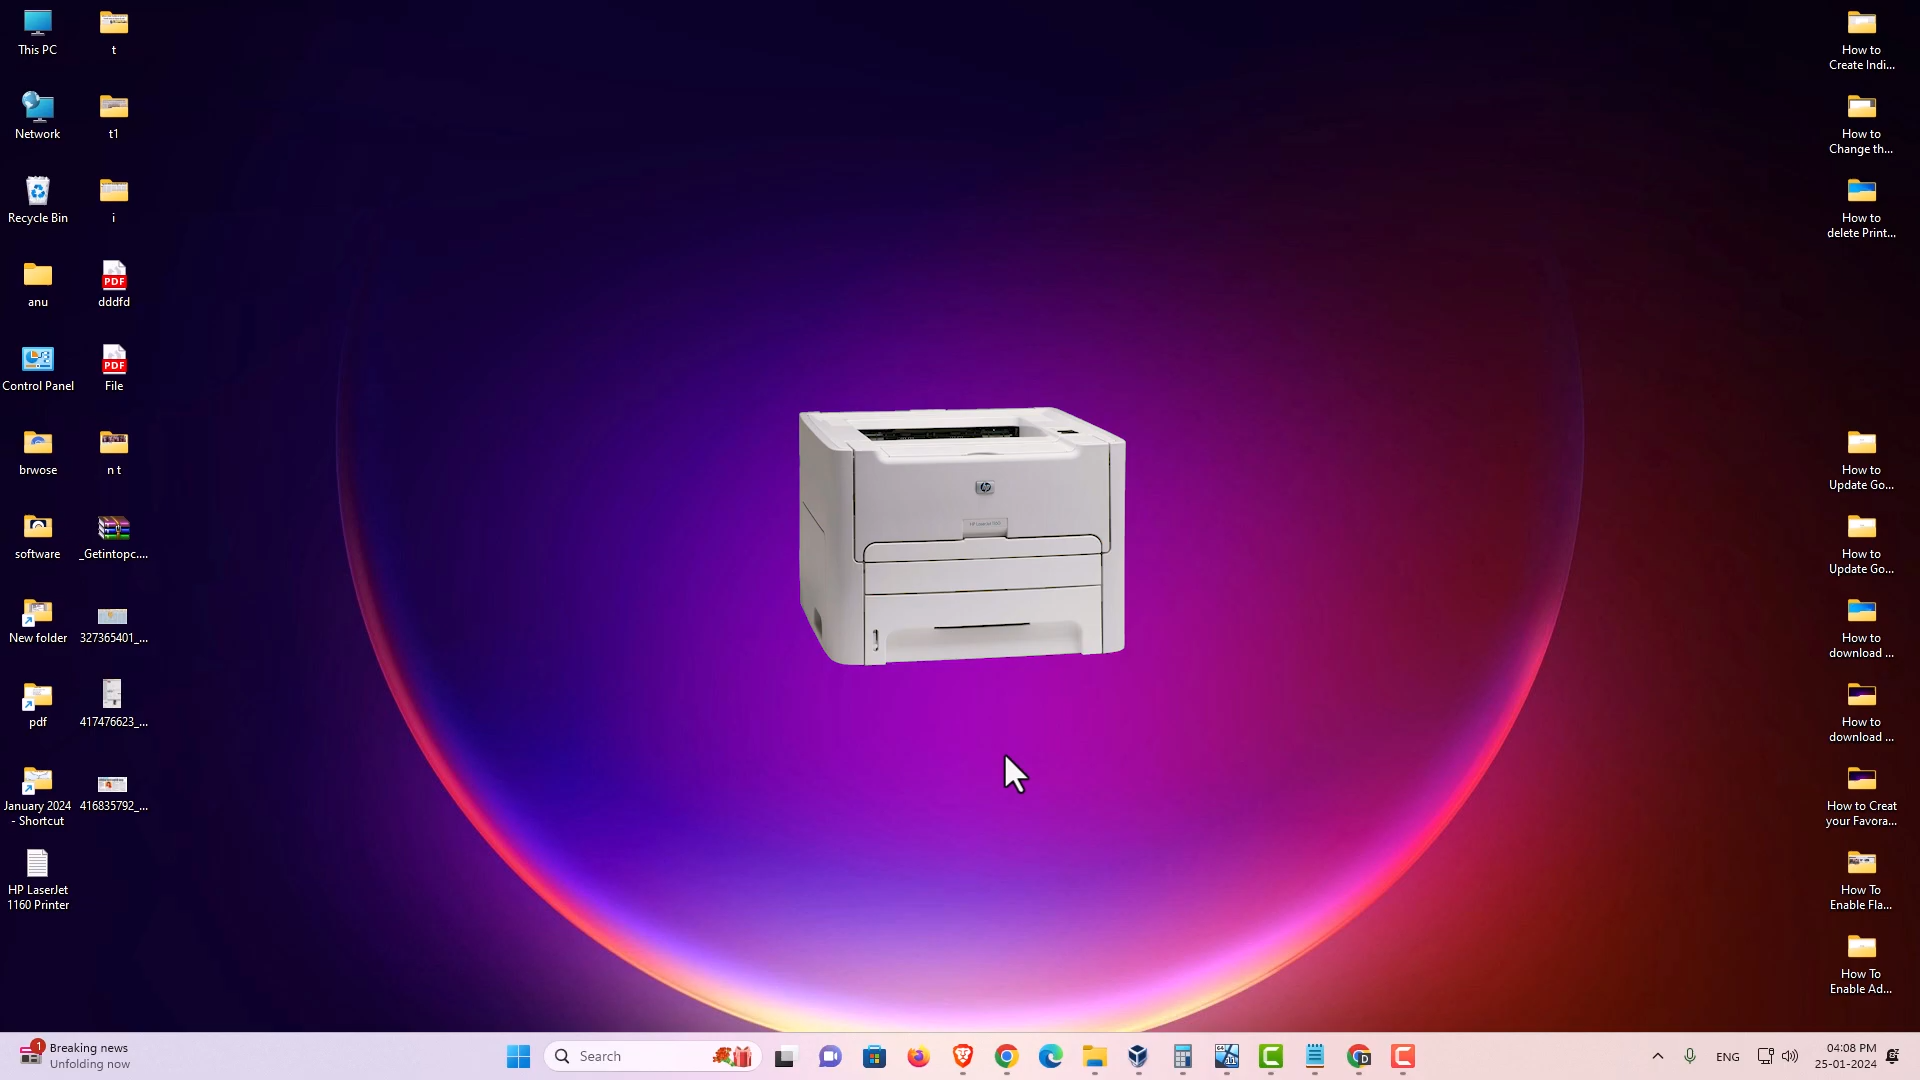 This PC
t
Network
t1
Recycle Bin
i
anu
PDF
dddfd
Control Panel
PDF
File
brwose
n t
software
_Getintopc....
New folder
327365401_...
pdf
417476623_...
January 2024
- Shortcut
416835792_...
HP LaserJet
1160 Printer
hp
How to
Create Indi...
How to
Change th...
How to
delete Print...
How to
Update Go...
How to
Update Go...
How to
download ...
How to
download ...
How to Creat
your Favora...
How To
Enable Fla...
How To
Enable Ad...
1
Breaking news
Unfolding now
Search
ENG
04:08 PM
25-01-2024